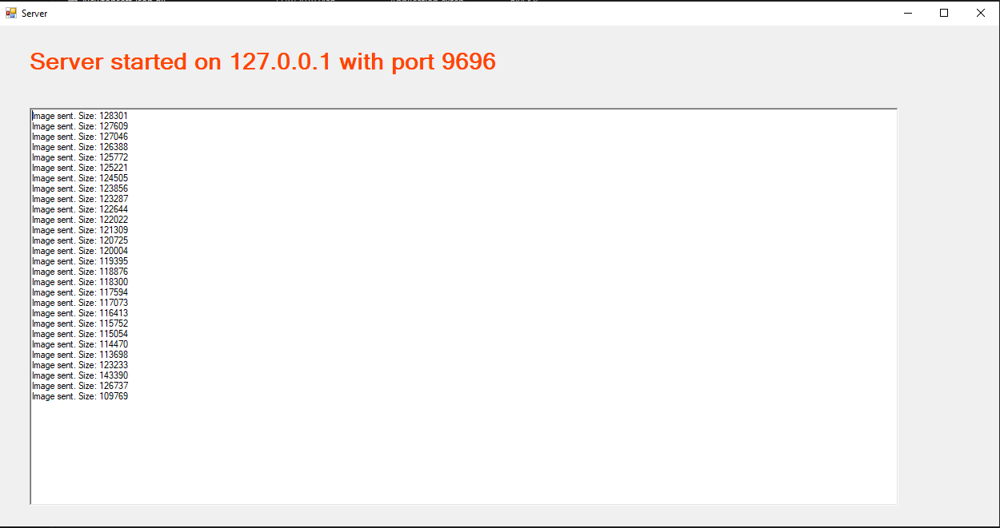 Server
Server started on 127.0.0.1 with port 9696
Image sent. Size: 128301
Image sent. Size: 127609
Image sent. Size: 127046
Image sent. Size: 126388
Image sent. Size: 125772
Image sent. Size: 125221
Image sent. Size: 124505
Image sent. Size: 123856
Image sent. Size: 123287
Image sent. Size: 122644
Image sent. Size: 122022
Image sent. Size: 121309
Image sent. Size: 120725
Image sent. Size: 120004
Image sent. Size: 119395
Image sent. Size: 118876
Image sent. Size: 118300
Image sent. Size: 117594
Image sent. Size: 117073
Image sent. Size: 116413
Image sent. Size: 115752
Image sent. Size: 115054
Image sent. Size: 114470
Image sent. Size: 113698
Image sent. Size: 123233
Image sent. Size: 143390
Image sent. Size: 126737
Image sent. Size: 109769